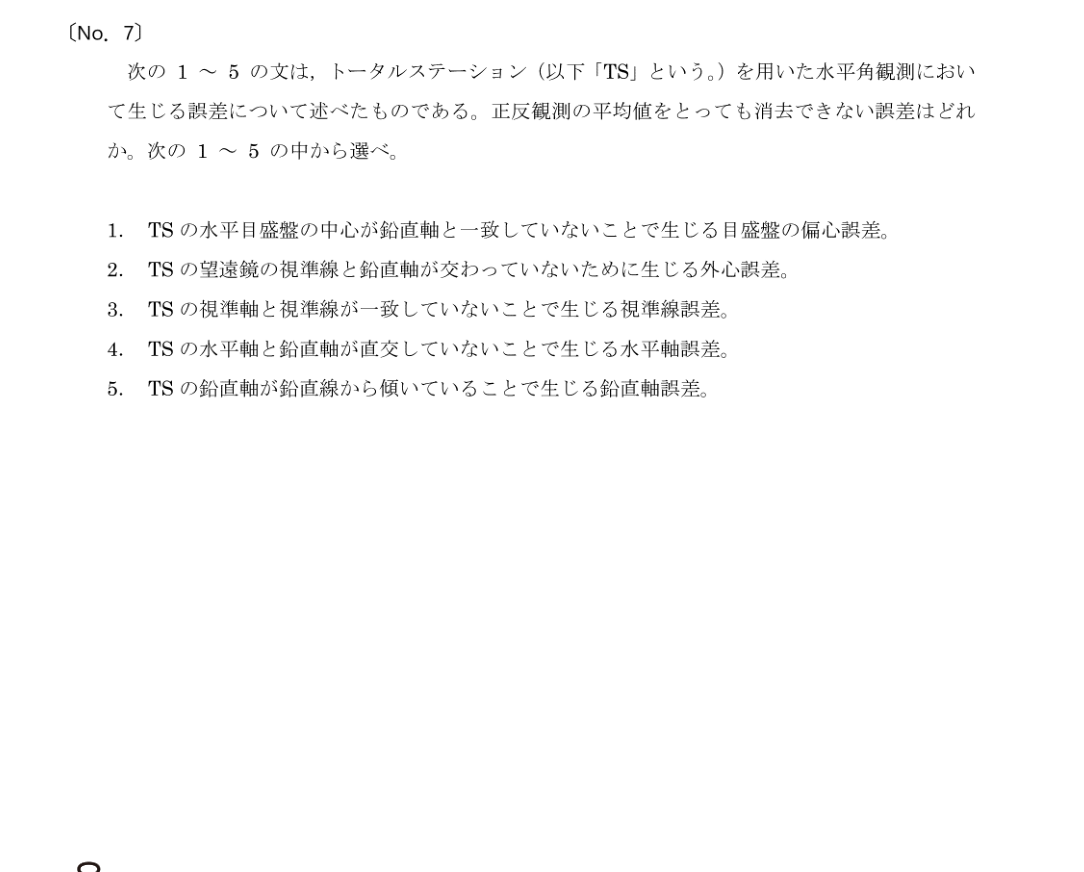 〔No. 7〕
次の 1 ～ 5 の文は，トータルステーション（以下「TS」という。）を用いた水平角観測におい
て生じる誤差について述べたものである。正反観測の平均値をとっても消去できない誤差はどれ
か。次の 1 ～ 5 の中から選べ。
1. TS の水平目盛盤の中心が鉛直軸と一致していないことで生じる目盛盤の偏心誤差。
2. TS の望遠鏡の視準線と鉛直軸が交わっていないために生じる外心誤差。
3. TS の視準軸と視準線が一致していないことで生じる視準線誤差。
4. TS の水平軸と鉛直軸が直交していないことで生じる水平軸誤差。
5. TS の鉛直軸が鉛直線から傾いていることで生じる鉛直軸誤差。